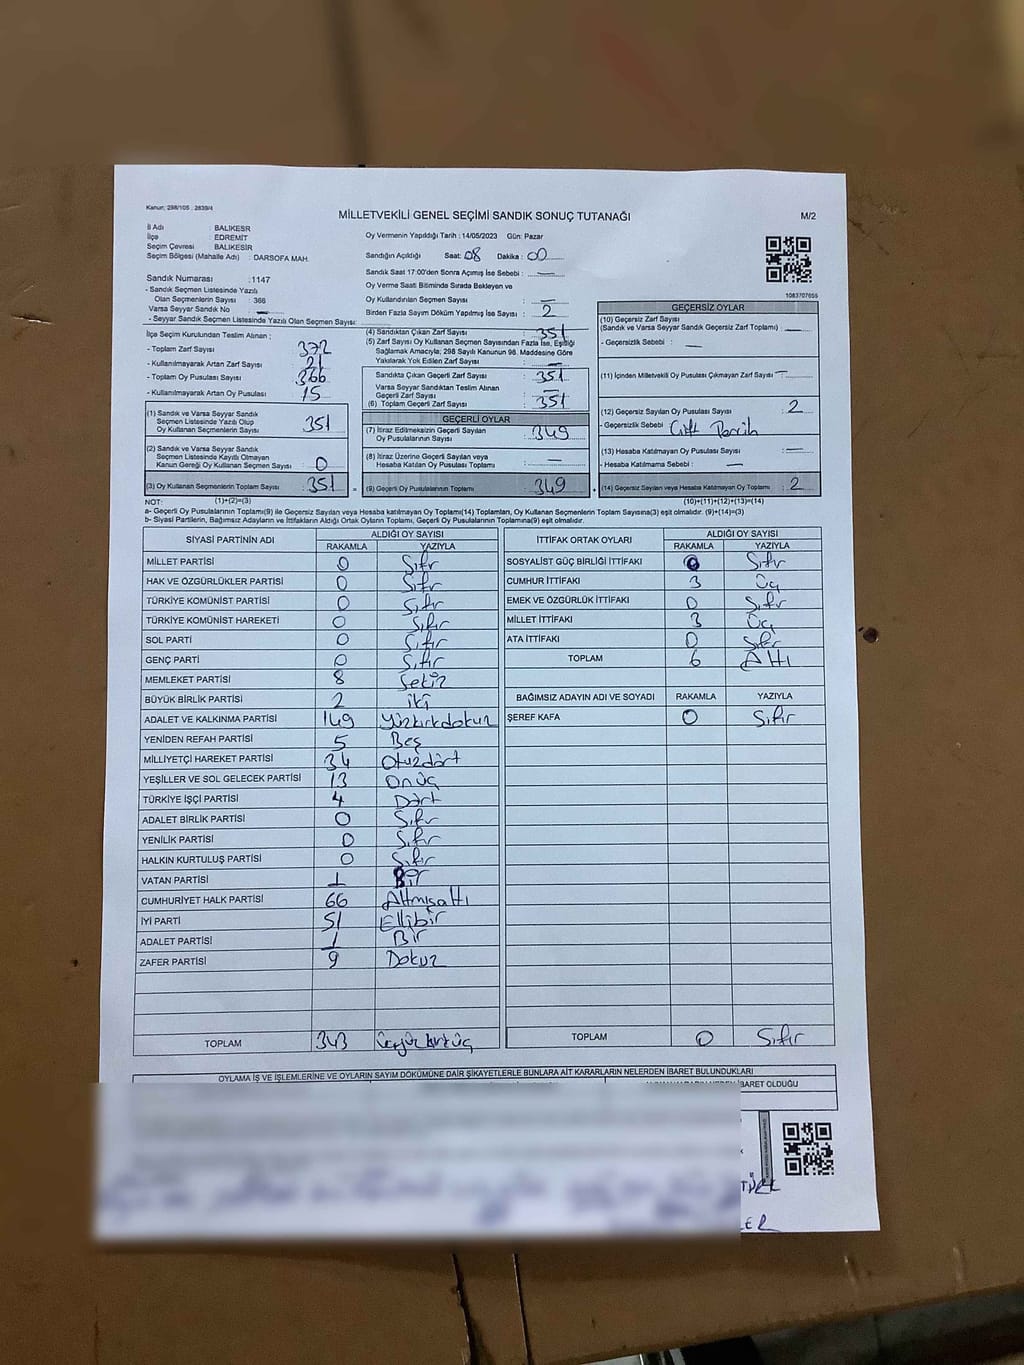 Kanun: 298/105 , 2839/4
MİLLETVEKİLİ GENEL SEÇİMİ SANDIK SONUÇ TUTANAĞI
M/2
İl Adı BALIKESR
İlçe EDREMİT
Seçim Çevresi BALIKESİR
Seçim Bölgesi (Mahalle Adı) : DARSOFA MAH.
Sandık Numarası : 1147
- Sandık Seçmen Listesinde Yazılı
Olan Seçmenlerin Sayısı : 366
Varsa Seyyar Sandık No
- Seyyar Sandık Seçmen Listesinde Yazılı Olan Seçmen Sayısı:
Oy Vermenin Yapıldığı Tarih : 14/05/2023 Gün: Pazar
Sandığın Açıldığı Saat: 08 Dakika : 00
Sandık Saat 17:00'den Sonra Açımış İse Sebebi : —
Oy Verme Saati Bitiminde Sırada Bekleyen ve
Oy Kullandırılan Seçmen Sayısı —
Birden Fazla Sayım Döküm Yapılmış İse Sayısı : 2
1083707655
İlçe Seçim Kurulundan Teslim Alınan ;
- Toplam Zarf Sayısı 372
- Kullanılmayarak Artan Zarf Sayısı 21
- Toplam Oy Pusulası Sayısı 366
- Kullanılmayarak Artan Oy Pusulası 15
(1) Sandık ve Varsa Seyyar Sandık
Seçmen Listesinde Yazılı Olup
Oy Kullanan Seçmenlerin Sayısı 351
(2) Sandık ve Varsa Seyyar Sandık
Seçmen Listesinde Kayıtlı Olmayan
Kanun Gereği Oy Kullanan Seçmen Sayısı : 0
(3) Oy Kullanan Seçmenlerin Toplam Sayısı : 351
(1)+(2)=(3)
(4) Sandıktan Çıkan Zarf Sayısı : 351
(5) Zarf Sayısı Oy Kullanan Seçmen Sayısından Fazla İse, Eşitliği
Sağlamak Amacıyla; 298 Sayılı Kanunun 98. Maddesine Göre
Yakılarak Yok Edilen Zarf Sayısı : —
Sandıkta Çıkan Geçerli Zarf Sayısı : 351
Varsa Seyyar Sandıktan Teslim Alınan
Geçerli Zarf Sayısı : —
(6) Toplam Geçerli Zarf Sayısı : 351
GEÇERLİ OYLAR
(7) İtiraz Edilmeksizin Geçerli Sayılan
Oy Pusulalarının Sayısı : 349
(8) İtiraz Üzerine Geçerli Sayılan veya
Hesaba Katılan Oy Pusulası Toplamı : —
(9) Geçerli Oy Pusulalarının Toplamı : 349
GEÇERSİZ OYLAR
(10) Geçersiz Zarf Sayısı
(Sandık ve Varsa Seyyar Sandık Geçersiz Zarf Toplamı) : —
- Geçersizlik Sebebi : —
(11) İçinden Milletvekili Oy Pusulası Çıkmayan Zarf Sayısı : —
(12) Geçersiz Sayılan Oy Pusulası Sayısı : 2
- Geçersizlik Sebebi : Çift Tercih
(13) Hesaba Katılmayan Oy Pusulası Sayısı : —
- Hesaba Katılmama Sebebi : —
(14) Geçersiz Sayılan veya Hesaba Katılmayan Oy Toplamı : 2
(10)+(11)+(12)+(13)=(14)
NOT:
a- Geçerli Oy Pusulalarının Toplamı(9) ile Geçersiz Sayılan veya Hesaba katılmayan Oy Toplamı(14) Toplamları, Oy Kullanan Seçmenlerin Toplam Sayısına(3) eşit olmalıdır. (9)+(14)=(3)
b- Siyasi Partilerin, Bağımsız Adayların ve İttifakların Aldığı Ortak Oyların Toplamı, Geçerli Oy Pusulalarının Toplamına(9) eşit olmalıdır.
SİYASİ PARTİNİN ADI ALDIĞI OY SAYISI
RAKAMLA YAZIYLA
MİLLET PARTİSİ 0 Sıfır
HAK VE ÖZGÜRLÜKLER PARTİSİ 0 Sıfır
TÜRKİYE KOMÜNİST PARTİSİ 0 Sıfır
TÜRKİYE KOMÜNİST HAREKETİ 0 Sıfır
SOL PARTİ 0 Sıfır
GENÇ PARTİ 0 Sıfır
MEMLEKET PARTİSİ 8 Sekiz
BÜYÜK BİRLİK PARTİSİ 2 iki
ADALET VE KALKINMA PARTİSİ 149 Yüzkırkdokuz
YENİDEN REFAH PARTİSİ 5 Beş
MİLLİYETÇİ HAREKET PARTİSİ 34 Otuzdört
YEŞİLLER VE SOL GELECEK PARTİSİ 13 Onüç
TÜRKİYE İŞÇİ PARTİSİ 4 Dört
ADALET BİRLİK PARTİSİ 0 Sıfır
YENİLİK PARTİSİ 0 Sıfır
HALKIN KURTULUŞ PARTİSİ 0 Sıfır
VATAN PARTİSİ 1 Bir
CUMHURİYET HALK PARTİSİ 66 Altmışaltı
İYİ PARTİ 51 Ellibir
ADALET PARTİSİ 1 Bir
ZAFER PARTİSİ 9 Dokuz
TOPLAM 343 üçyüzkırküç
İTTİFAK ORTAK OYLARI ALDIĞI OY SAYISI
RAKAMLA YAZIYLA
SOSYALİST GÜÇ BİRLİĞİ İTTİFAKI 0 Sıfır
CUMHUR İTTİFAKI 3 Üç
EMEK VE ÖZGÜRLÜK İTTİFAKI 0 Sıfır
MİLLET İTTİFAKI 3 Üç
ATA İTTİFAKI 0 Sıfır
TOPLAM 6 Altı
BAĞIMSIZ ADAYIN ADI VE SOYADI RAKAMLA YAZIYLA
ŞEREF KAFA 0 Sıfır
TOPLAM 0 Sıfır
OYLAMA İŞ VE İŞLEMLERİNE VE OYLARIN SAYIM DÖKÜMÜNE DAİR ŞİKAYETLERLE BUNLARA AİT KARARLARIN NELERDEN İBARET BULUNDUKLARI
İBARET OLDUĞU